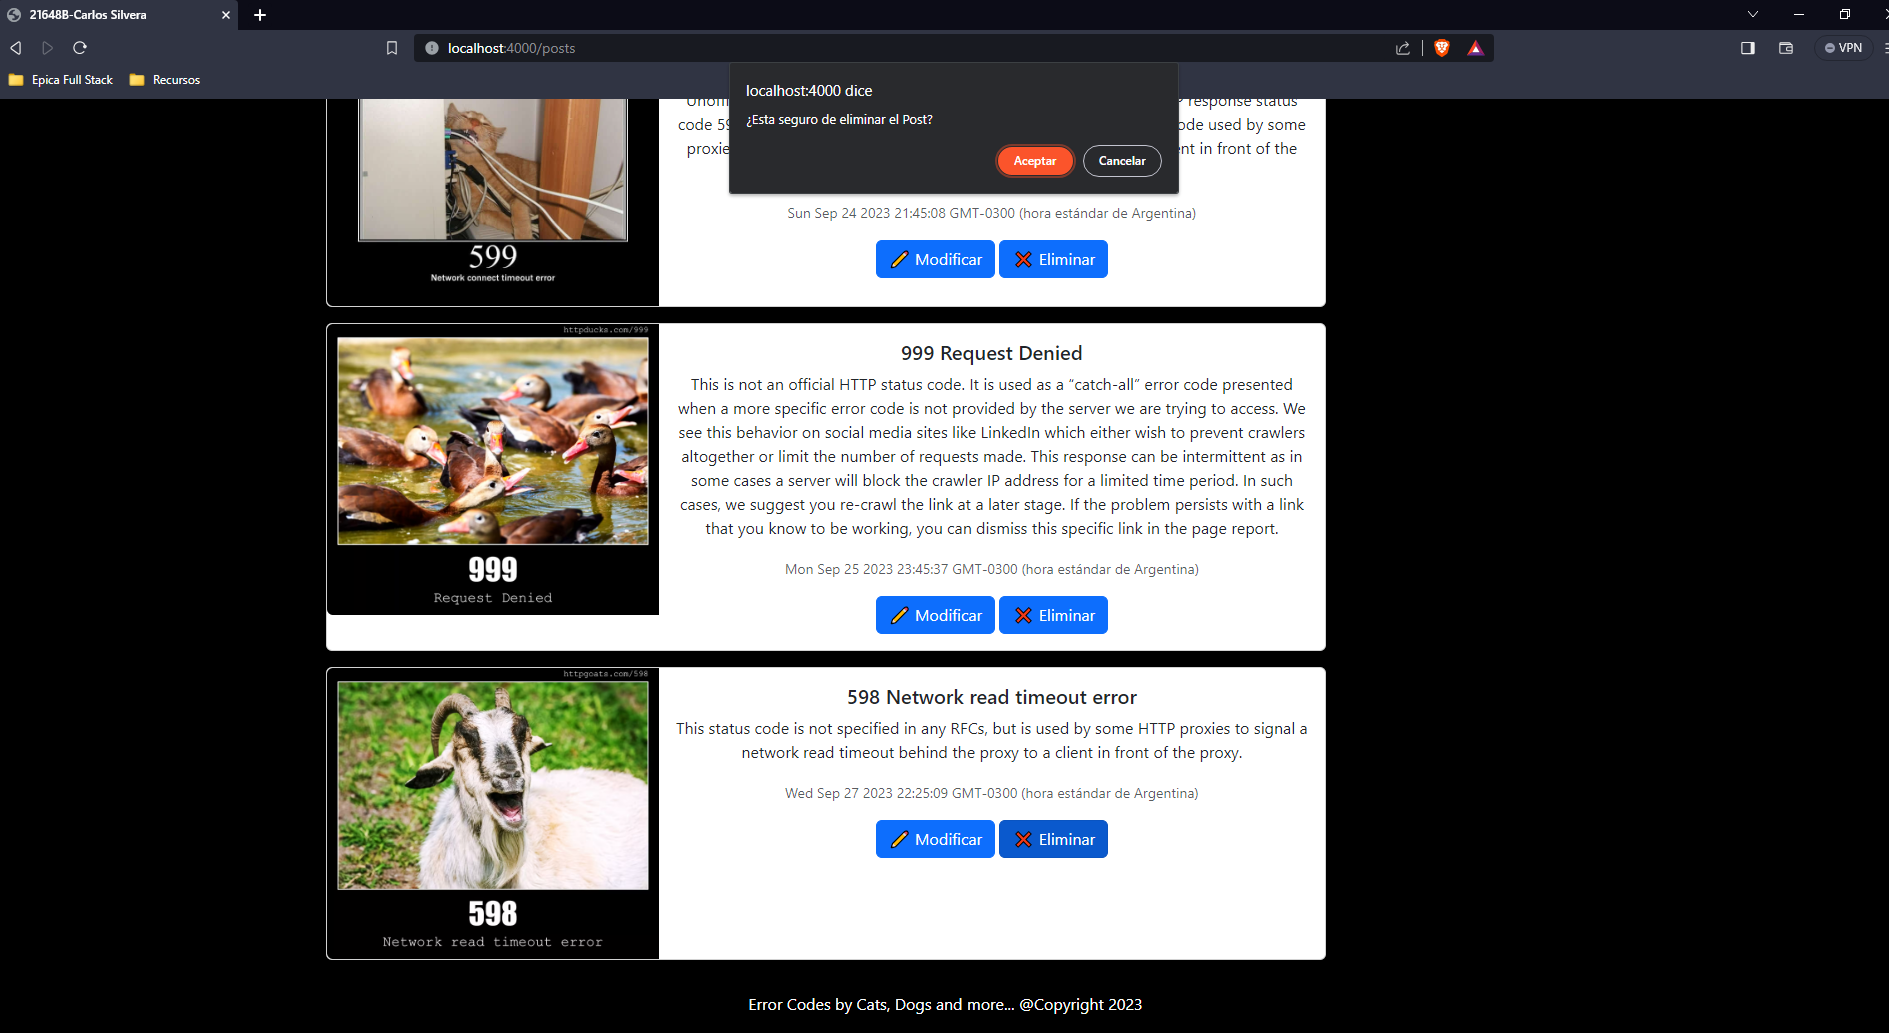 21648B-Carlos Silvera
localhost:4000/posts
VPN
Epica Full Stack
Recursos
localhost:4000 dice
¿Esta seguro de eliminar el Post?
Aceptar
Cancelar
response status
code
ode used by some
nt in front of the
Sun Sep 24 2023 21:45:08 GMT-0300 (hora estándar de Argentina)
Modificar
Eliminar
599
Network connect timeout error
httpducks.com/999
999
Request Denied
999 Request Denied
This is not an official HTTP status code. It is used as a “catch-all” error code presented
when a more specific error code is not provided by the server we are trying to access. We
see this behavior on social media sites like LinkedIn which either wish to prevent crawlers
altogether or limit the number of requests made. This response can be intermittent as in
some cases a server will block the crawler IP address for a limited time period. In such
cases, we suggest you re-crawl the link at a later stage. If the problem persists with a link
that you know to be working, you can dismiss this specific link in the page report.
Mon Sep 25 2023 23:45:37 GMT-0300 (hora estándar de Argentina)
Modificar
Eliminar
httpgoats.com/598
598
Network read timeout error
598 Network read timeout error
This status code is not specified in any RFCs, but is used by some HTTP proxies to signal a
network read timeout behind the proxy to a client in front of the proxy.
Wed Sep 27 2023 22:25:09 GMT-0300 (hora estándar de Argentina)
Modificar
Eliminar
Error Codes by Cats, Dogs and more... @Copyright 2023